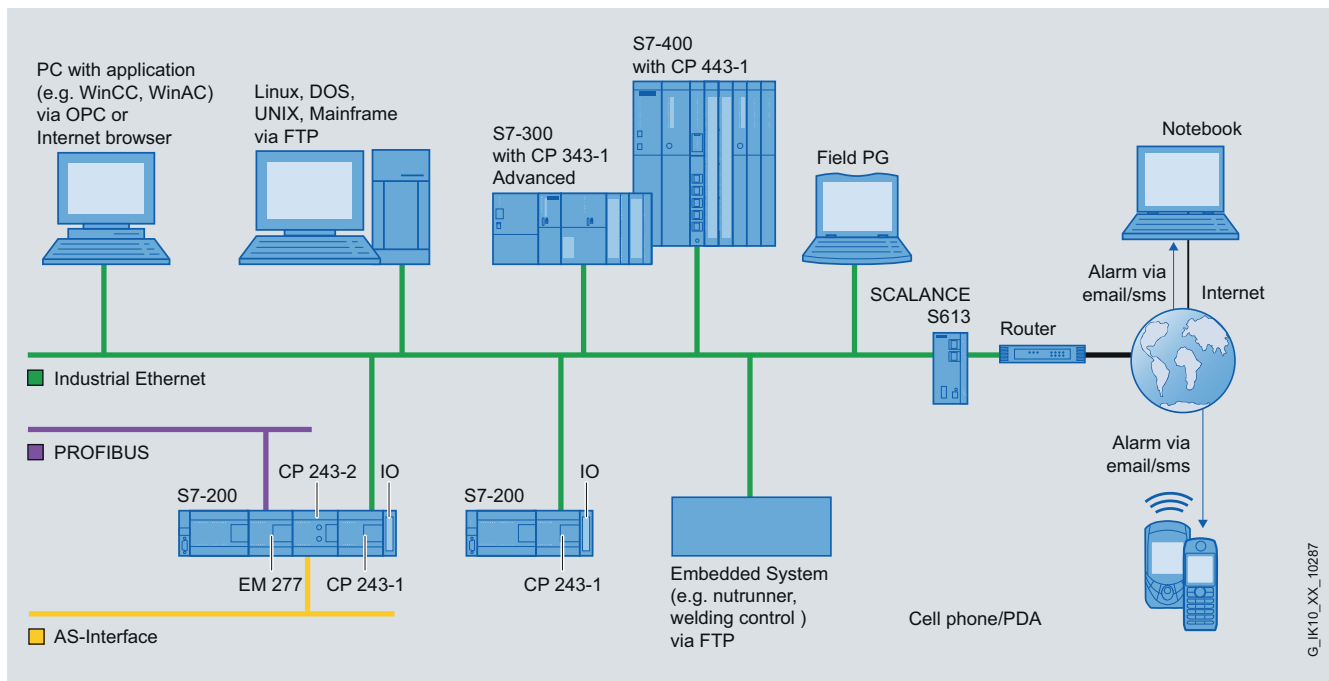 PC with application
(e.g. WinCC, WinAC)
via OPC or
Internet browser
Linux, DOS,
UNIX, Mainframe
via FTP
S7-300
with CP 343-1
Advanced
S7-400
with CP 443-1
Field PG
Notebook
SCALANCE
S613
Router
Alarm via
email/sms
Internet
Industrial Ethernet
PROFIBUS
S7-200
CP 243-2
IO
EM 277
CP 243-1
AS-Interface
S7-200
IO
CP 243-1
Embedded System
(e.g. nutrunner,
welding control )
via FTP
Alarm via
email/sms
Cell phone/PDA
G_IK10_XX_10287